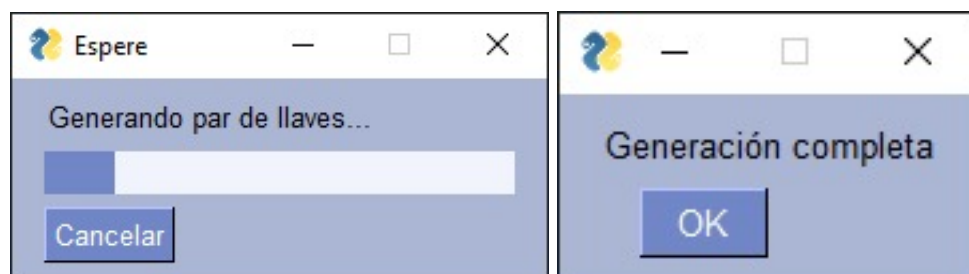 Espere
Generando par de llaves...
Cancelar
Generación completa
OK